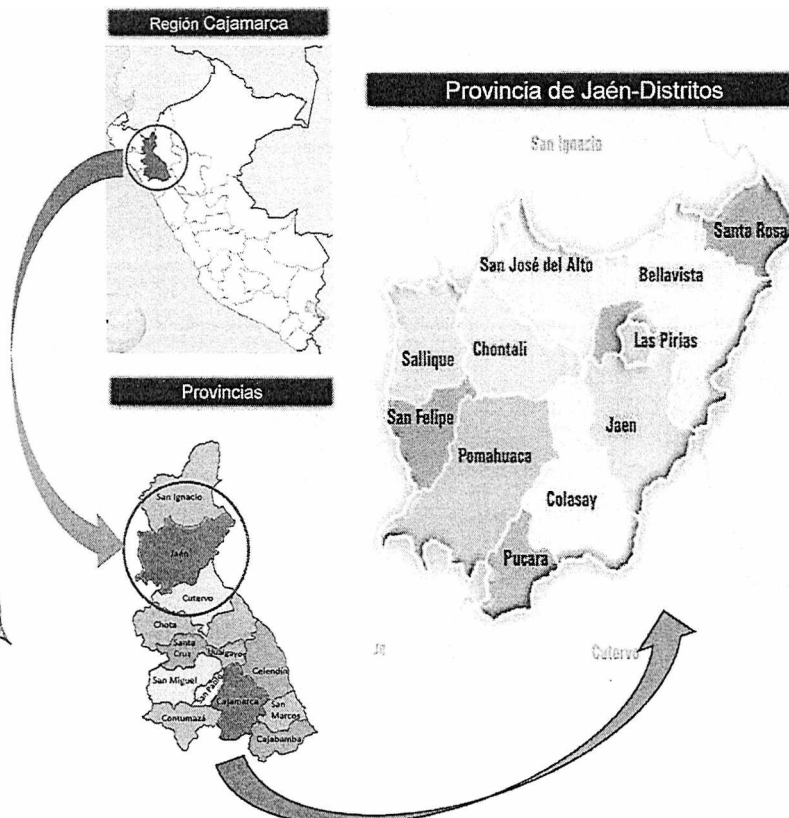 Región Cajamarca
Provincia de Jaén-Distritos
San Ignacio
Santa Rosa
San José del Alto
Bellavista
Las Pirias
Sallique
Chontali
San Felipe
Jaen
Pomahuaca
Colasay
Pucara
Cutervo
Provincias
San Ignacio
Jaén
Cutervo
Chota
Santa
Cruz
Hualgayoc
Celendín
San Miguel
San Pablo
Cajamarca
San
Marcos
Contumazá
Cajabamba